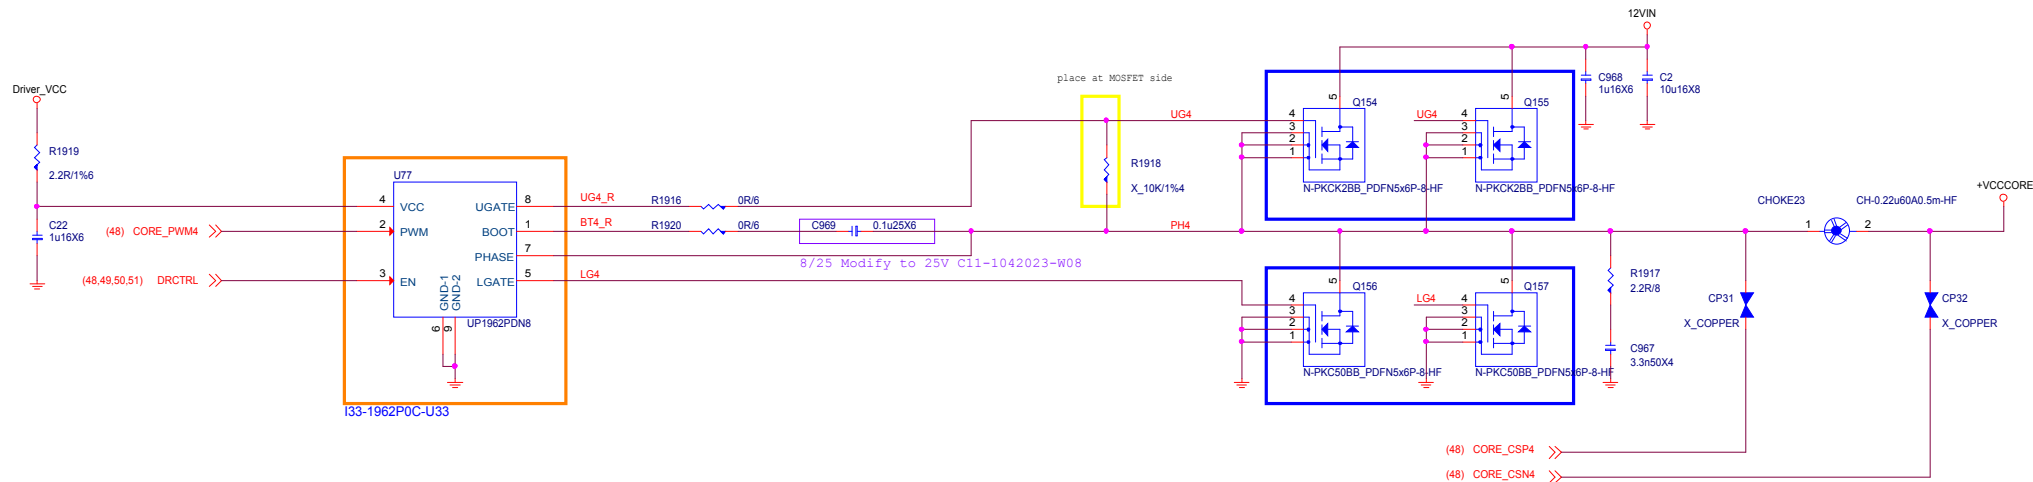 12VIN
place at MOSFET side
Driver_VCC
C968
1u16X6
C2
10u16X8
5
5
Q154
Q155
UG4
4
3
2
1
UG4
4
3
2
1
R1919
2.2R/1%6
R1918
X_10K/1%4
U77
N-PKCK2BB_PDFN5x6P-8-HF
N-PKCK2BB_PDFN5x6P-8-HF
+VCCCORE
4
VCC
UGATE
8
UG4_R
R1916
0R/6
CHOKE23
CH-0.22u60A0.5m-HF
C22
1u16X6
(48) CORE_PWM4
2
PWM
BOOT
1
BT4_R
R1920
0R/6
C969
0.1u25X6
PH4
1
2
PHASE
7
8/25 Modify to 25V C11-1042023-W08
(48,49,50,51) DRCTRL
3
EN
LGATE
5
LG4
GND-1
GND-2
6
9
UP1962PDN8
I33-1962P0C-U33
5
5
Q156
Q157
4
3
2
1
LG4
4
3
2
1
R1917
2.2R/8
CP31
X_COPPER
CP32
X_COPPER
C967
3.3n50X4
N-PKC50BB_PDFN5x6P-8-HF
N-PKC50BB_PDFN5x6P-8-HF
(48) CORE_CSP4
(48) CORE_CSN4